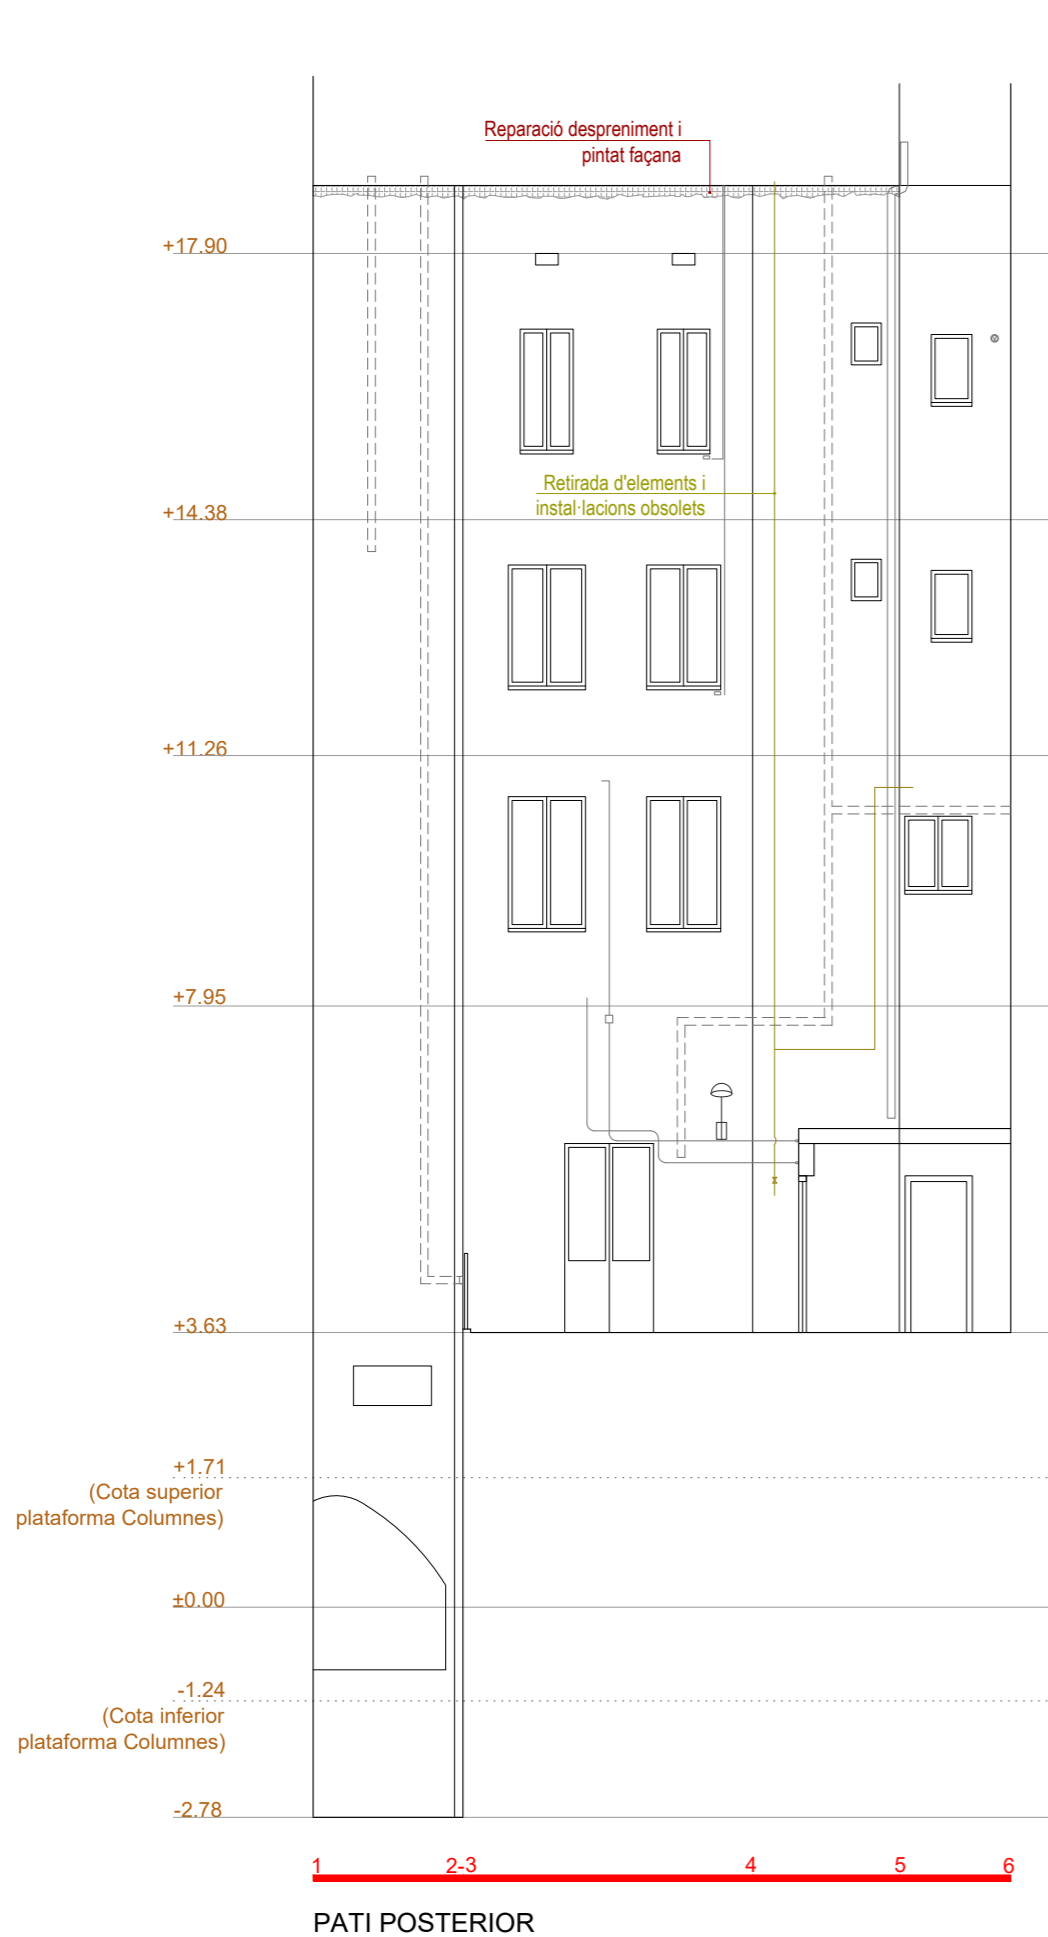 Reparació despreniment i
pintat façana
+17.90
Retirada d'elements i
instal·lacions obsolets
+14.38
+11.26
+7.95
+3.63
+1.71
(Cota superior
plataforma Columnes)
±0.00
-1.24
(Cota inferior
plataforma Columnes)
-2.78
1 2-3 4 5 6
PATI POSTERIOR